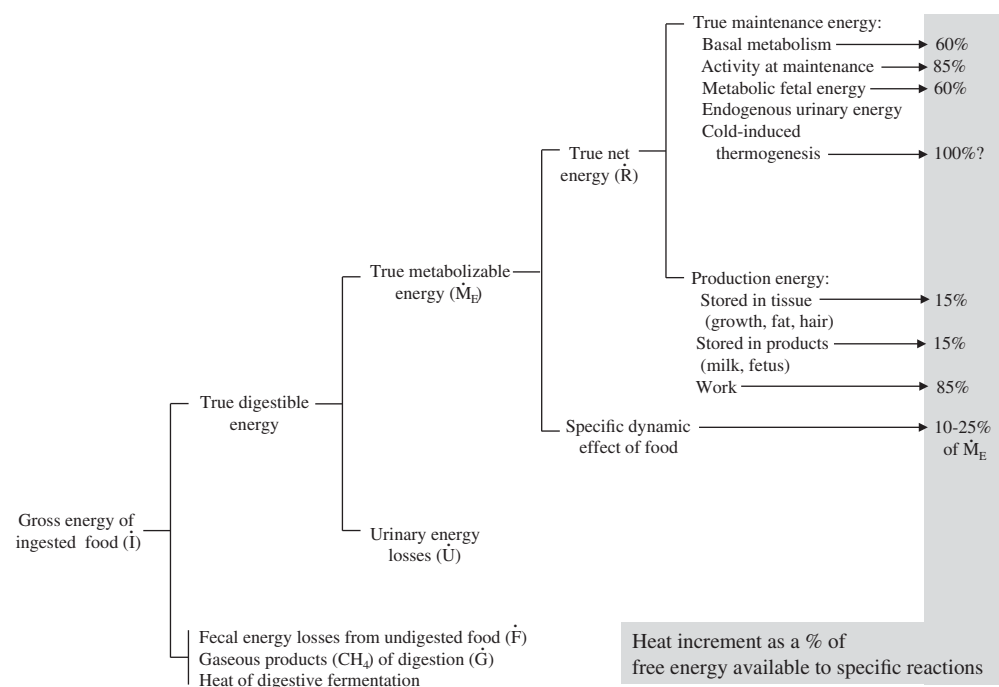 True maintenance energy:
Basal metabolism 60%
Activity at maintenance 85%
Metabolic fetal energy 60%
Endogenous urinary energy
Cold-induced
thermogenesis 100%?
True net
energy (Ṙ)
True metabolizable
energy (Ṁ_E)
Production energy:
Stored in tissue 15%
(growth, fat, hair)
Stored in products 15%
(milk, fetus)
Work 85%
True digestible
energy
Specific dynamic 10-25%
effect of food of Ṁ_E
Gross energy of
ingested food (İ)
Urinary energy
losses (U̇)
Fecal energy losses from undigested food (Ḟ)
Gaseous products (CH₄) of digestion (Ġ)
Heat of digestive fermentation
Heat increment as a % of
free energy available to specific reactions